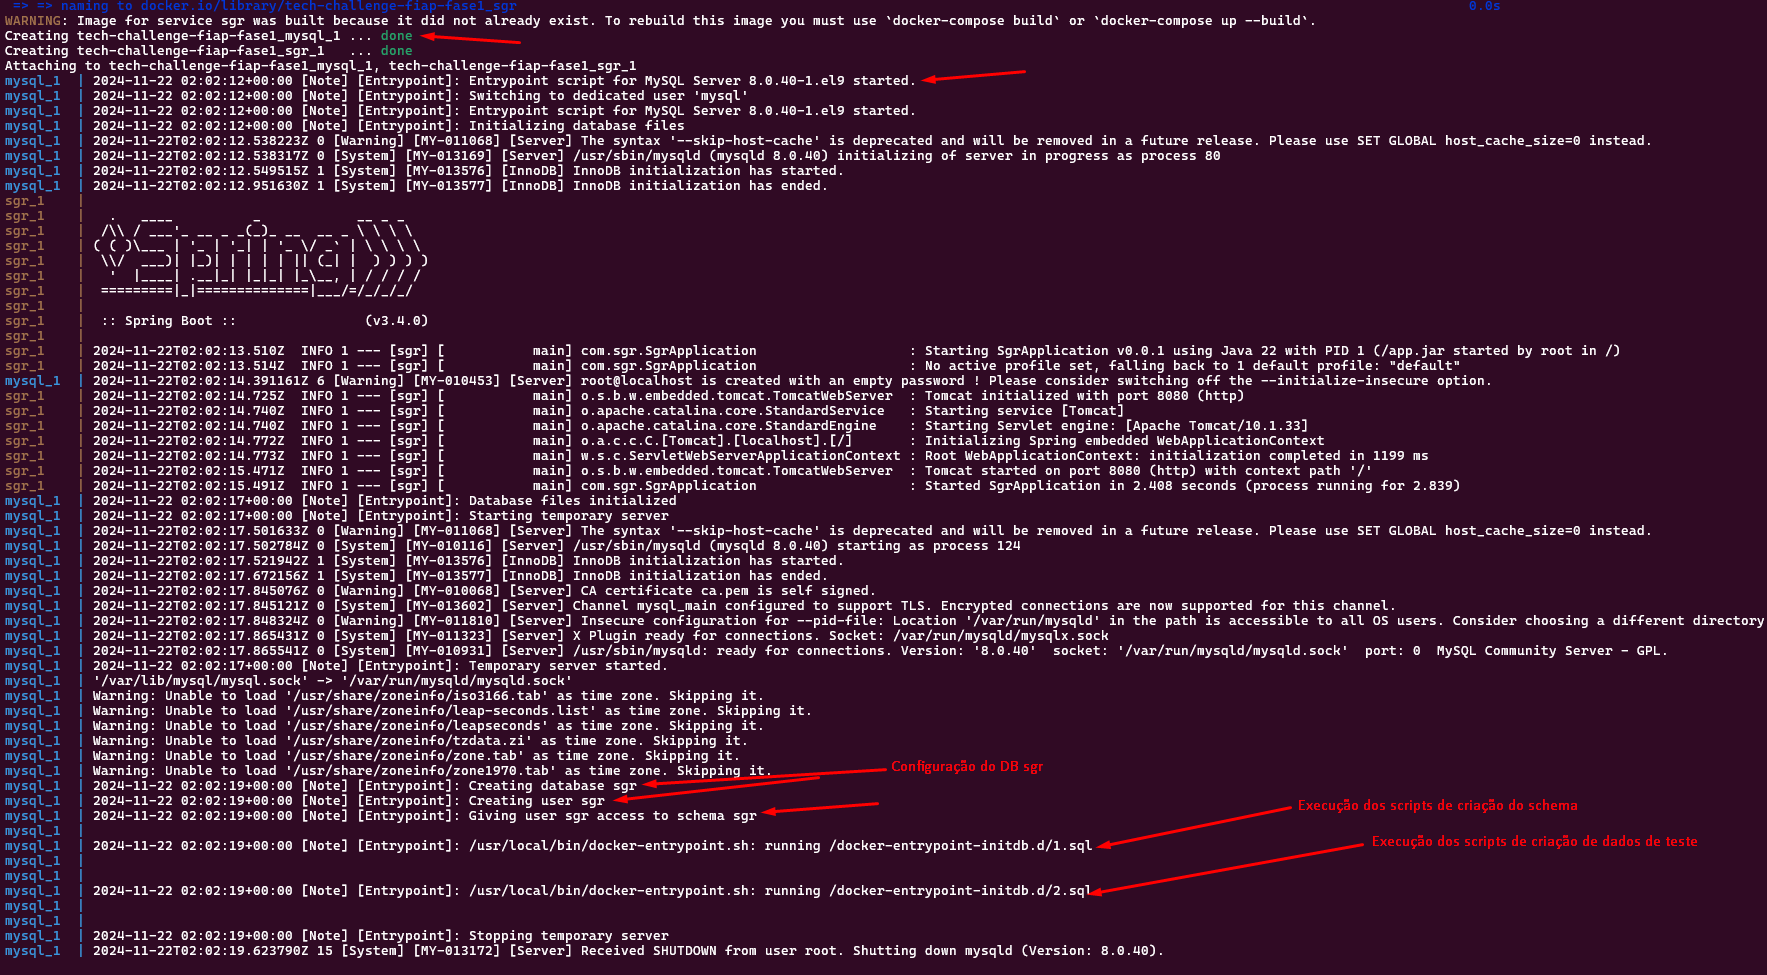 => => naming to docker.io/library/tech-challenge-fiap-fase1_sgr 0.0s
WARNING: Image for service sgr was built because it did not already exist. To rebuild this image you must use `docker-compose build` or `docker-compose up --build`.
Creating tech-challenge-fiap-fase1_mysql_1 ... done
Creating tech-challenge-fiap-fase1_sgr_1   ... done
Attaching to tech-challenge-fiap-fase1_mysql_1, tech-challenge-fiap-fase1_sgr_1
mysql_1  | 2024-11-22 02:02:12+00:00 [Note] [Entrypoint]: Entrypoint script for MySQL Server 8.0.40-1.el9 started.
mysql_1  | 2024-11-22 02:02:12+00:00 [Note] [Entrypoint]: Switching to dedicated user 'mysql'
mysql_1  | 2024-11-22 02:02:12+00:00 [Note] [Entrypoint]: Entrypoint script for MySQL Server 8.0.40-1.el9 started.
mysql_1  | 2024-11-22 02:02:12+00:00 [Note] [Entrypoint]: Initializing database files
mysql_1  | 2024-11-22T02:02:12.538223Z 0 [Warning] [MY-011068] [Server] The syntax '--skip-host-cache' is deprecated and will be removed in a future release. Please use SET GLOBAL host_cache_size=0 instead.
mysql_1  | 2024-11-22T02:02:12.538317Z 0 [System] [MY-013169] [Server] /usr/sbin/mysqld (mysqld 8.0.40) initializing of server in progress as process 80
mysql_1  | 2024-11-22T02:02:12.549515Z 1 [System] [MY-013576] [InnoDB] InnoDB initialization has started.
mysql_1  | 2024-11-22T02:02:12.951630Z 1 [System] [MY-013577] [InnoDB] InnoDB initialization has ended.
sgr_1    |
sgr_1    |   .   ____          _            __ _ _
sgr_1    |  /\\ / ___'_ __ _ _(_)_ __  __ _ \ \ \ \
sgr_1    | ( ( )\___ | '_ | '_| | '_ \/ _` | \ \ \ \
sgr_1    |  \\/  ___)| |_)| | | | | || (_| |  ) ) ) )
sgr_1    |   '  |____| .__|_| |_|_| |_\__, | / / / /
sgr_1    |  =========|_|==============|___/=/_/_/_/
sgr_1    |
sgr_1    |  :: Spring Boot ::                (v3.4.0)
sgr_1    |
sgr_1    | 2024-11-22T02:02:13.510Z  INFO 1 --- [sgr] [           main] com.sgr.SgrApplication                   : Starting SgrApplication v0.0.1 using Java 22 with PID 1 (/app.jar started by root in /)
sgr_1    | 2024-11-22T02:02:13.514Z  INFO 1 --- [sgr] [           main] com.sgr.SgrApplication                   : No active profile set, falling back to 1 default profile: "default"
mysql_1  | 2024-11-22T02:02:14.391161Z 6 [Warning] [MY-010453] [Server] root@localhost is created with an empty password ! Please consider switching off the --initialize-insecure option.
sgr_1    | 2024-11-22T02:02:14.725Z  INFO 1 --- [sgr] [           main] o.s.b.w.embedded.tomcat.TomcatWebServer  : Tomcat initialized with port 8080 (http)
sgr_1    | 2024-11-22T02:02:14.740Z  INFO 1 --- [sgr] [           main] o.apache.catalina.core.StandardService   : Starting service [Tomcat]
sgr_1    | 2024-11-22T02:02:14.740Z  INFO 1 --- [sgr] [           main] o.apache.catalina.core.StandardEngine    : Starting Servlet engine: [Apache Tomcat/10.1.33]
sgr_1    | 2024-11-22T02:02:14.772Z  INFO 1 --- [sgr] [           main] o.a.c.c.C.[Tomcat].[localhost].[/]       : Initializing Spring embedded WebApplicationContext
sgr_1    | 2024-11-22T02:02:14.773Z  INFO 1 --- [sgr] [           main] w.s.c.ServletWebServerApplicationContext : Root WebApplicationContext: initialization completed in 1199 ms
sgr_1    | 2024-11-22T02:02:15.471Z  INFO 1 --- [sgr] [           main] o.s.b.w.embedded.tomcat.TomcatWebServer  : Tomcat started on port 8080 (http) with context path '/'
sgr_1    | 2024-11-22T02:02:15.491Z  INFO 1 --- [sgr] [           main] com.sgr.SgrApplication                   : Started SgrApplication in 2.408 seconds (process running for 2.839)
mysql_1  | 2024-11-22 02:02:17+00:00 [Note] [Entrypoint]: Database files initialized
mysql_1  | 2024-11-22 02:02:17+00:00 [Note] [Entrypoint]: Starting temporary server
mysql_1  | 2024-11-22T02:02:17.501633Z 0 [Warning] [MY-011068] [Server] The syntax '--skip-host-cache' is deprecated and will be removed in a future release. Please use SET GLOBAL host_cache_size=0 instead.
mysql_1  | 2024-11-22T02:02:17.502784Z 0 [System] [MY-010116] [Server] /usr/sbin/mysqld (mysqld 8.0.40) starting as process 124
mysql_1  | 2024-11-22T02:02:17.521942Z 1 [System] [MY-013576] [InnoDB] InnoDB initialization has started.
mysql_1  | 2024-11-22T02:02:17.672156Z 1 [System] [MY-013577] [InnoDB] InnoDB initialization has ended.
mysql_1  | 2024-11-22T02:02:17.845076Z 0 [Warning] [MY-010068] [Server] CA certificate ca.pem is self signed.
mysql_1  | 2024-11-22T02:02:17.845121Z 0 [System] [MY-013602] [Server] Channel mysql_main configured to support TLS. Encrypted connections are now supported for this channel.
mysql_1  | 2024-11-22T02:02:17.848324Z 0 [Warning] [MY-011810] [Server] Insecure configuration for --pid-file: Location '/var/run/mysqld' in the path is accessible to all OS users. Consider choosing a different directory
mysql_1  | 2024-11-22T02:02:17.865431Z 0 [System] [MY-011323] [Server] X Plugin ready for connections. Socket: /var/run/mysqld/mysqlx.sock
mysql_1  | 2024-11-22T02:02:17.865541Z 0 [System] [MY-010931] [Server] /usr/sbin/mysqld: ready for connections. Version: '8.0.40'  socket: '/var/run/mysqld/mysqld.sock'  port: 0  MySQL Community Server - GPL.
mysql_1  | 2024-11-22 02:02:17+00:00 [Note] [Entrypoint]: Temporary server started.
mysql_1  | '/var/lib/mysql/mysql.sock' -> '/var/run/mysqld/mysqld.sock'
mysql_1  | Warning: Unable to load '/usr/share/zoneinfo/iso3166.tab' as time zone. Skipping it.
mysql_1  | Warning: Unable to load '/usr/share/zoneinfo/leap-seconds.list' as time zone. Skipping it.
mysql_1  | Warning: Unable to load '/usr/share/zoneinfo/leapseconds' as time zone. Skipping it.
mysql_1  | Warning: Unable to load '/usr/share/zoneinfo/tzdata.zi' as time zone. Skipping it.
mysql_1  | Warning: Unable to load '/usr/share/zoneinfo/zone.tab' as time zone. Skipping it.
mysql_1  | Warning: Unable to load '/usr/share/zoneinfo/zone1970.tab' as time zone. Skipping it.
Configuração do DB sgr
mysql_1  | 2024-11-22 02:02:19+00:00 [Note] [Entrypoint]: Creating database sgr
mysql_1  | 2024-11-22 02:02:19+00:00 [Note] [Entrypoint]: Creating user sgr
Execução dos scripts de criação do schema
mysql_1  | 2024-11-22 02:02:19+00:00 [Note] [Entrypoint]: Giving user sgr access to schema sgr
mysql_1  |
Execução dos scripts de criação de dados de teste
mysql_1  | 2024-11-22 02:02:19+00:00 [Note] [Entrypoint]: /usr/local/bin/docker-entrypoint.sh: running /docker-entrypoint-initdb.d/1.sql
mysql_1  |
mysql_1  |
mysql_1  | 2024-11-22 02:02:19+00:00 [Note] [Entrypoint]: /usr/local/bin/docker-entrypoint.sh: running /docker-entrypoint-initdb.d/2.sql
mysql_1  |
mysql_1  |
mysql_1  | 2024-11-22 02:02:19+00:00 [Note] [Entrypoint]: Stopping temporary server
mysql_1  | 2024-11-22T02:02:19.623790Z 15 [System] [MY-013172] [Server] Received SHUTDOWN from user root. Shutting down mysqld (Version: 8.0.40).